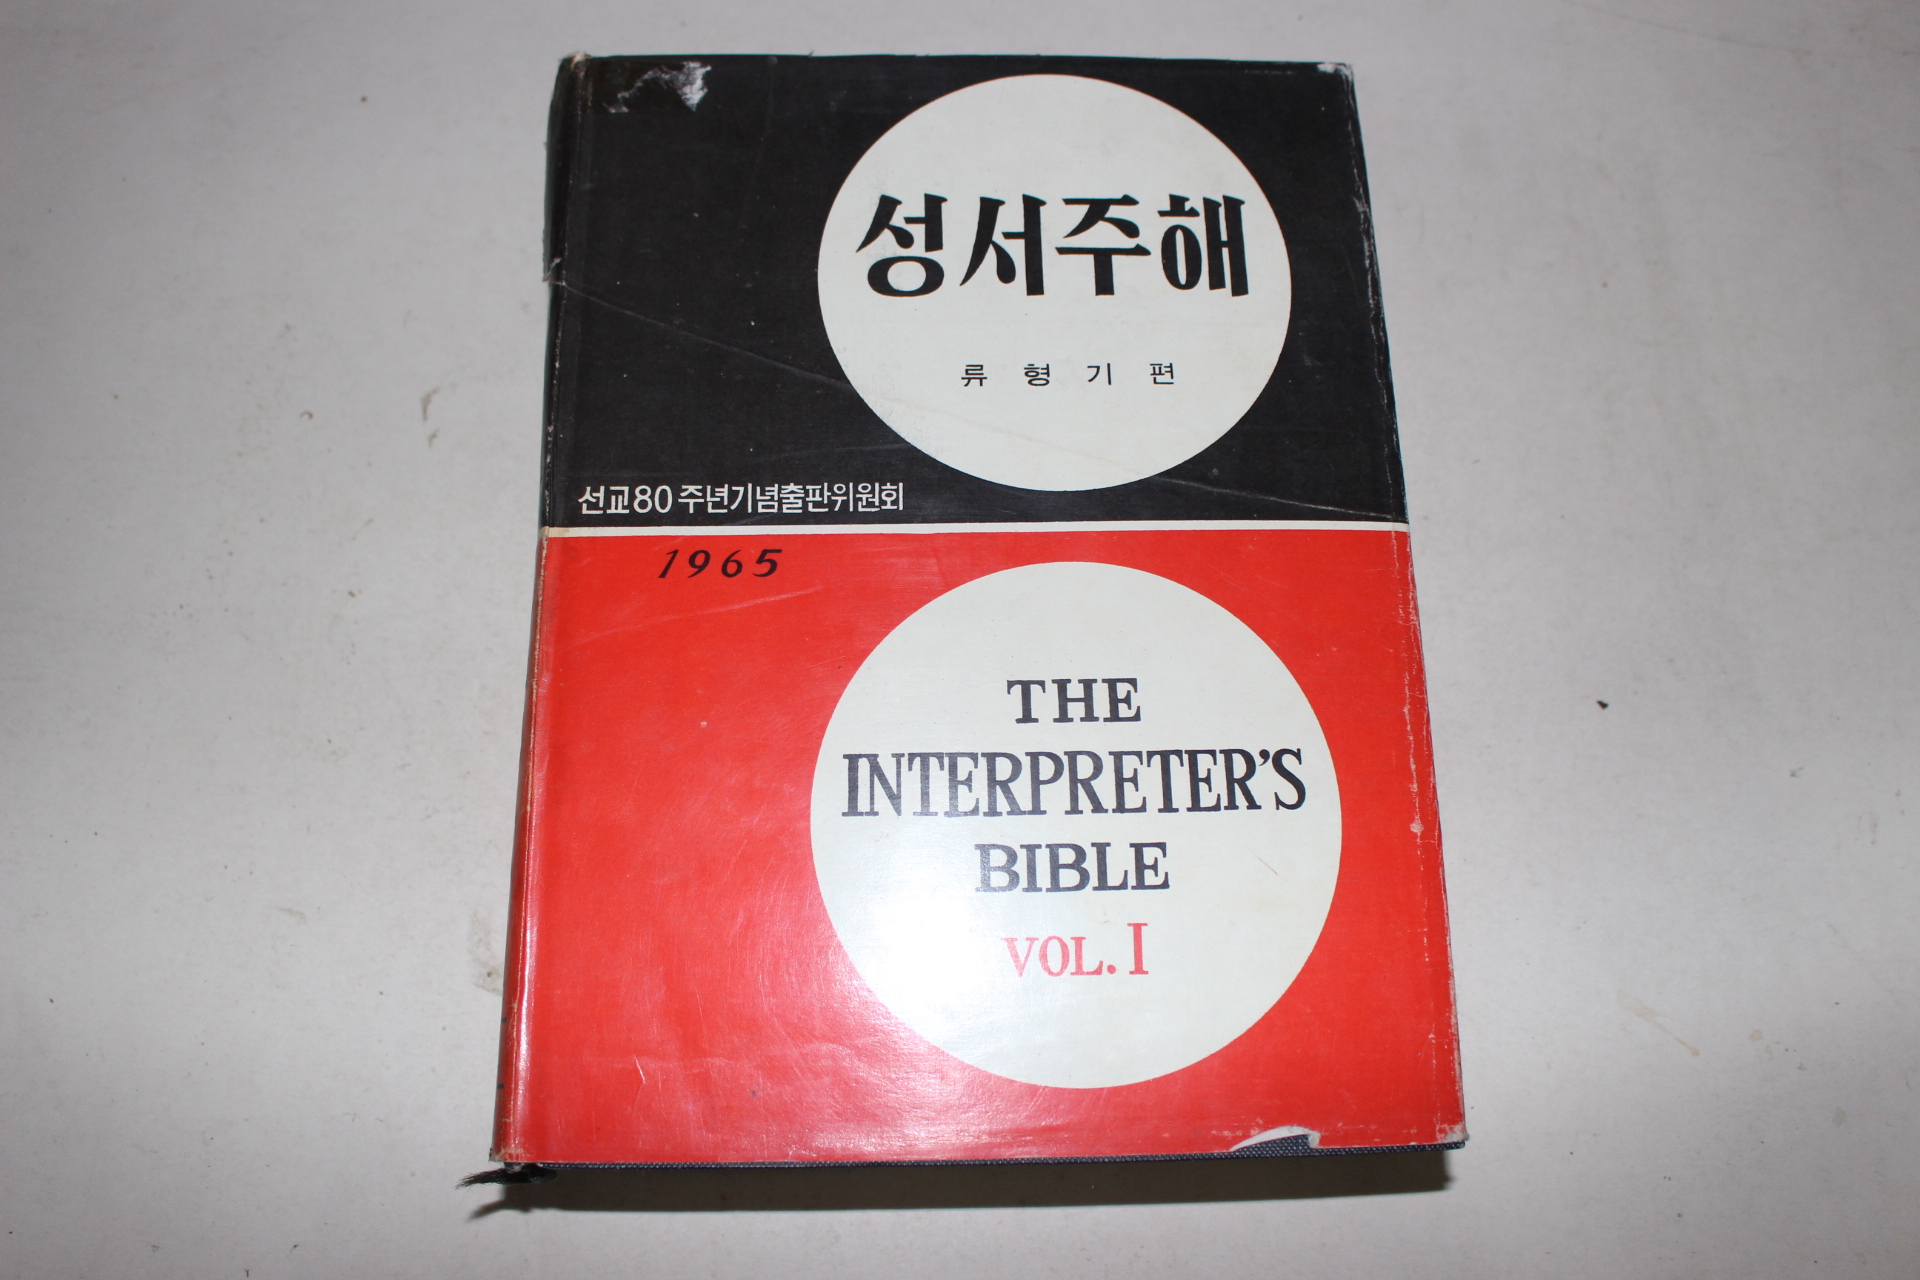 성서주해
류 형 기 편
선교80 주년기념출판위원회
1965
THE
INTERPRETER'S
BIBLE
VOL. I